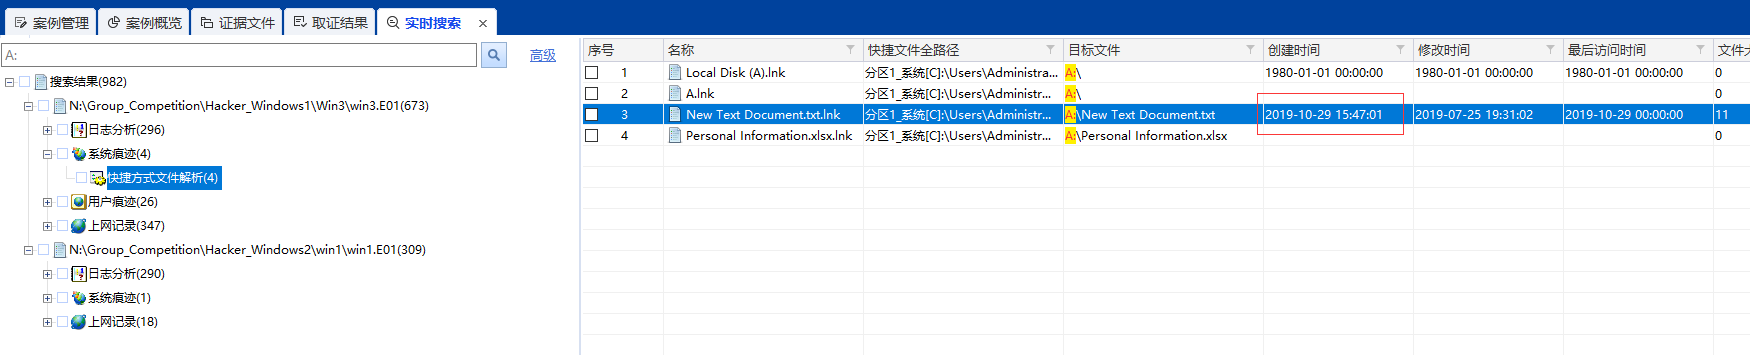 案例管理 案例概览 证据文件 取证结果 实时搜索 ×
A: 高级
搜索结果(982)
N:\Group_Competition\Hacker_Windows1\Win3\win3.E01(673)
日志分析(296)
系统痕迹(4)
快捷方式文件解析(4)
用户痕迹(26)
上网记录(347)
N:\Group_Competition\Hacker_Windows2\win1\win1.E01(309)
日志分析(290)
系统痕迹(1)
上网记录(18)
序号 名称 快捷文件全路径 目标文件 创建时间 修改时间 最后访问时间 文件大
1 Local Disk (A).lnk 分区1_系统[C]:\Users\Administra... A:\ 1980-01-01 00:00:00 1980-01-01 00:00:00 1980-01-01 00:00:00 0
2 A.lnk 分区1_系统[C]:\Users\Administr... A:\ 0
3 New Text Document.txt.lnk 分区1_系统[C]:\Users\Administr... A:\New Text Document.txt 2019-10-29 15:47:01 2019-07-25 19:31:02 2019-10-29 00:00:00 11
4 Personal Information.xlsx.lnk 分区1_系统[C]:\Users\Administr... A:\Personal Information.xlsx 0